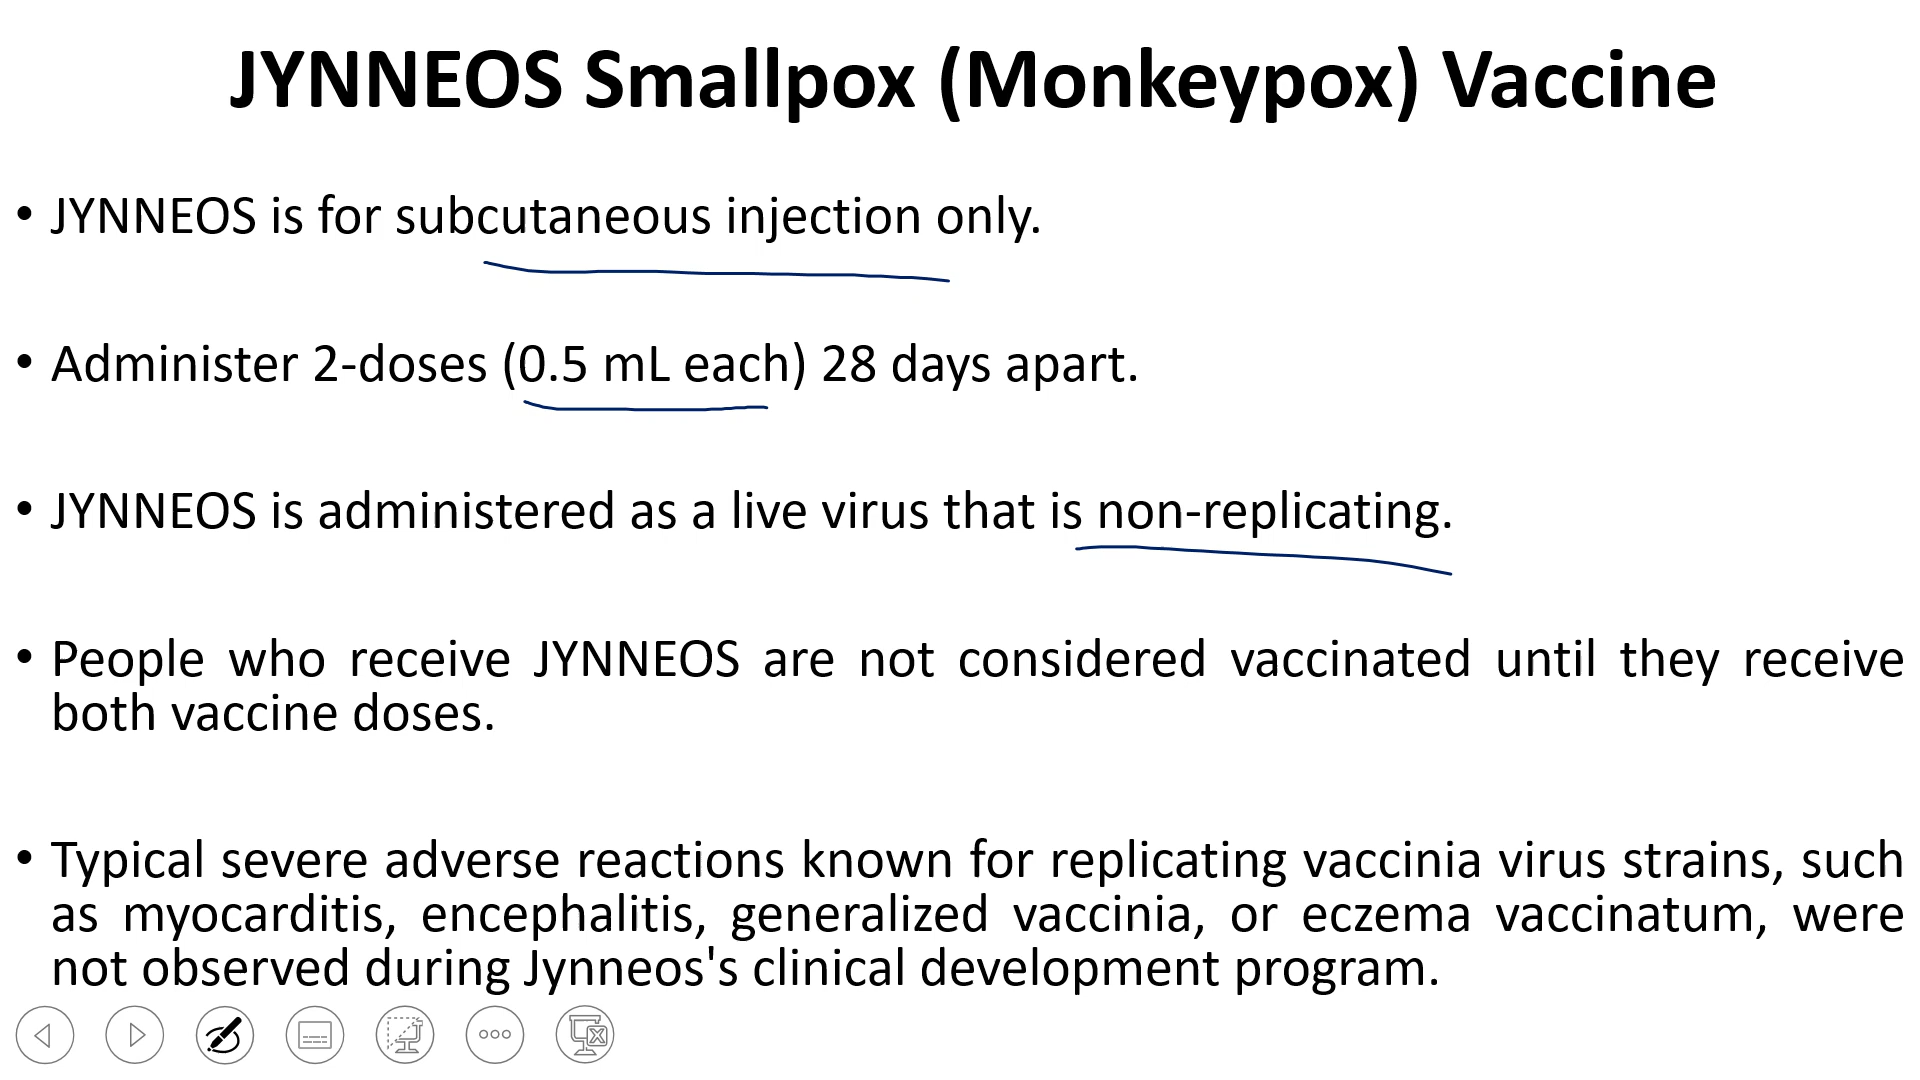 JYNNEOS Smallpox (Monkeypox) Vaccine
• JYNNEOS is for subcutaneous injection only.
• Administer 2-doses (0.5 mL each) 28 days apart.
• JYNNEOS is administered as a live virus that is non-replicating.
• People who receive JYNNEOS are not considered vaccinated until they receive
both vaccine doses.
• Typical severe adverse reactions known for replicating vaccinia virus strains, such
as myocarditis, encephalitis, generalized vaccinia, or eczema vaccinatum, were
not observed during Jynneos's clinical development program.